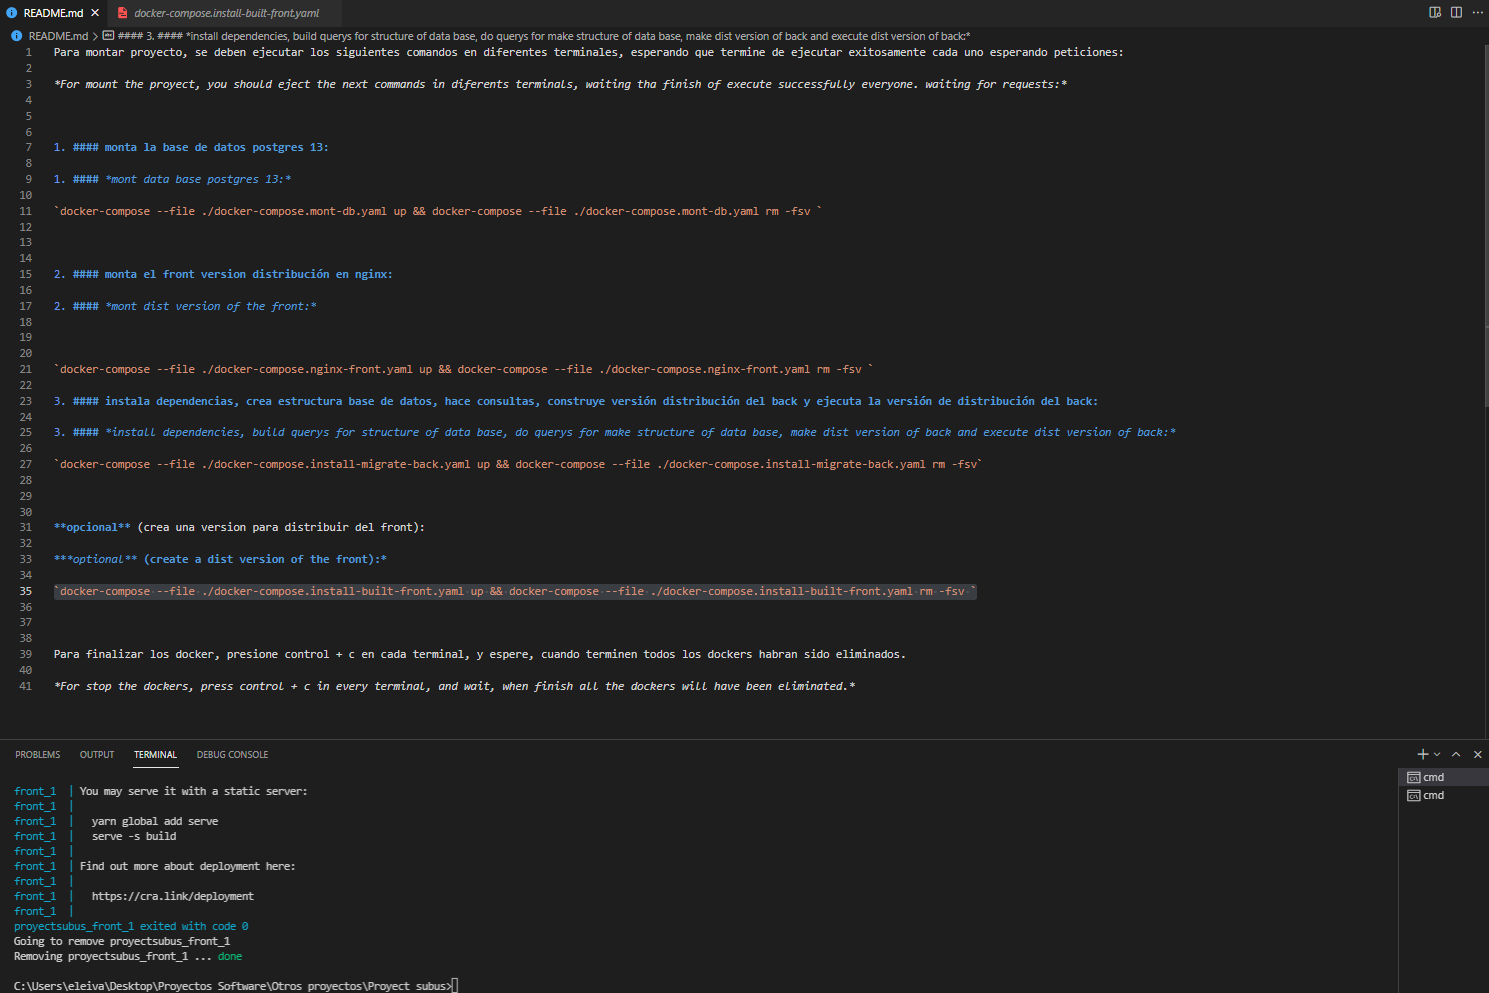 README.md
docker-compose.install-built-front.yaml
README.md > #### 3. #### *install dependencies, build querys for structure of data base, do querys for make structure of data base, make dist version of back and execute dist version of back:*
1 Para montar proyecto, se deben ejecutar los siguientes comandos en diferentes terminales, esperando que termine de ejecutar exitosamente cada uno esperando peticiones:
2
3 *For mount the proyect, you should eject the next commands in diferents terminals, waiting tha finish of execute successfully everyone. waiting for requests:*
4
5
6
7 1. #### monta la base de datos postgres 13:
8
9 1. #### *mont data base postgres 13:*
10
11 `docker-compose --file ./docker-compose.mont-db.yaml up && docker-compose --file ./docker-compose.mont-db.yaml rm -fsv `
12
13
14
15 2. #### monta el front version distribución en nginx:
16
17 2. #### *mont dist version of the front:*
18
19
20
21 `docker-compose --file ./docker-compose.nginx-front.yaml up && docker-compose --file ./docker-compose.nginx-front.yaml rm -fsv `
22
23 3. #### instala dependencias, crea estructura base de datos, hace consultas, construye versión distribución del back y ejecuta la versión de distribución del back:
24
25 3. #### *install dependencies, build querys for structure of data base, do querys for make structure of data base, make dist version of back and execute dist version of back:*
26
27 `docker-compose --file ./docker-compose.install-migrate-back.yaml up && docker-compose --file ./docker-compose.install-migrate-back.yaml rm -fsv`
28
29
30
31 **opcional** (crea una version para distribuir del front):
32
33 ***optional** (create a dist version of the front):*
34
35 `docker-compose --file ./docker-compose.install-built-front.yaml up && docker-compose --file ./docker-compose.install-built-front.yaml rm -fsv `
36
37
38
39 Para finalizar los docker, presione control + c en cada terminal, y espere, cuando terminen todos los dockers habran sido eliminados.
40
41 *For stop the dockers, press control + c in every terminal, and wait, when finish all the dockers will have been eliminated.*
PROBLEMS OUTPUT TERMINAL DEBUG CONSOLE
cmd
cmd
front_1 | You may serve it with a static server:
front_1 |
front_1 | yarn global add serve
front_1 | serve -s build
front_1 |
front_1 | Find out more about deployment here:
front_1 |
front_1 | https://cra.link/deployment
front_1 |
proyectsubus_front_1 exited with code 0
Going to remove proyectsubus_front_1
Removing proyectsubus_front_1 ... done
C:\Users\eleiva\Desktop\Proyectos Software\Otros proyectos\Proyect subus>